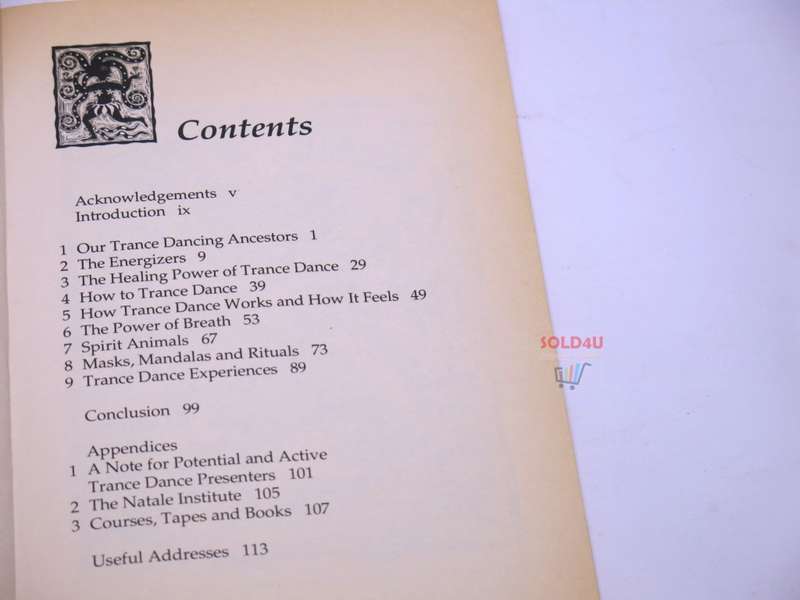 Contents
Acknowledgements v
Introduction ix
1 Our Trance Dancing Ancestors 1
2 The Energizers 9
3 The Healing Power of Trance Dance 29
4 How to Trance Dance 39
5 How Trance Dance Works and How It Feels 49
6 The Power of Breath 53
7 Spirit Animals 67
8 Masks, Mandalas and Rituals 73
9 Trance Dance Experiences 89
Conclusion 99
Appendices
1 A Note for Potential and Active
Trance Dance Presenters 101
2 The Natale Institute 105
3 Courses, Tapes and Books 107
Useful Addresses 113
SOLD4U